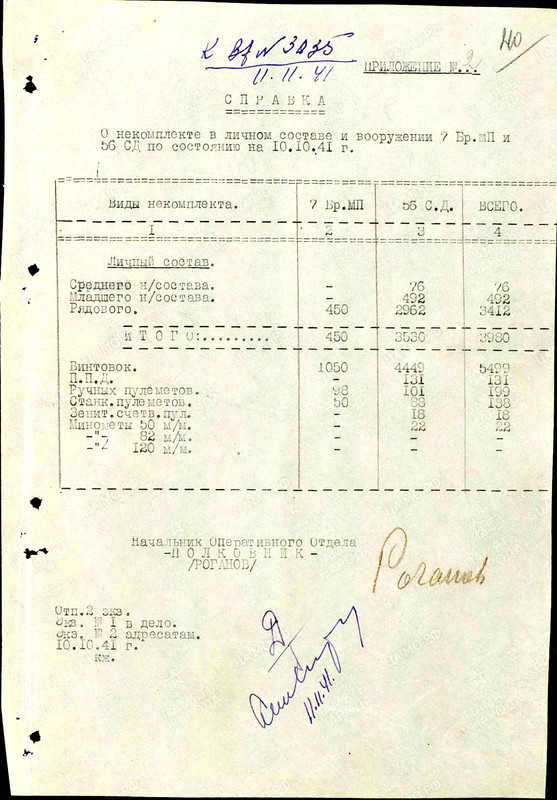 К Вх № 3035
11.11.41
110
ПРИЛОЖЕНИЕ № 2
С П Р А В К А
О некомплекте в личном составе и вооружении 7 Бр.МП и
56 СД по состоянию на 10.10.41 г.
Виды некомплекта. 7 Бр.МП 56 С.Д. ВСЕГО.
1 2 3 4
Личный состав.
Среднего н/состава. - 76 76
Младшего н/состава. - 492 492
Рядового. 450 2962 3412
И Т О Г О:......... 450 3530 3980
Винтовок. 1050 4449 5499
П.П.Д. - 131 131
Ручных пулеметов. 98 101 199
Станк.пулеметов. 50 88 138
Зенит.счетв.пул. - 18 18
Минометы 50 м/м. - 22 22
-"- 82 м/м. - - -
-"- 120 м/м. - - -
Начальник Оперативного Отдела
-П О Л К О В Н И К -
/РОГАНОВ/
Роганов
Отп.2 экз.
Экз. № 1 в дело.
Экз. № 2 адресатам.
10.10.41 г.
кж.
Д
11.11.41.